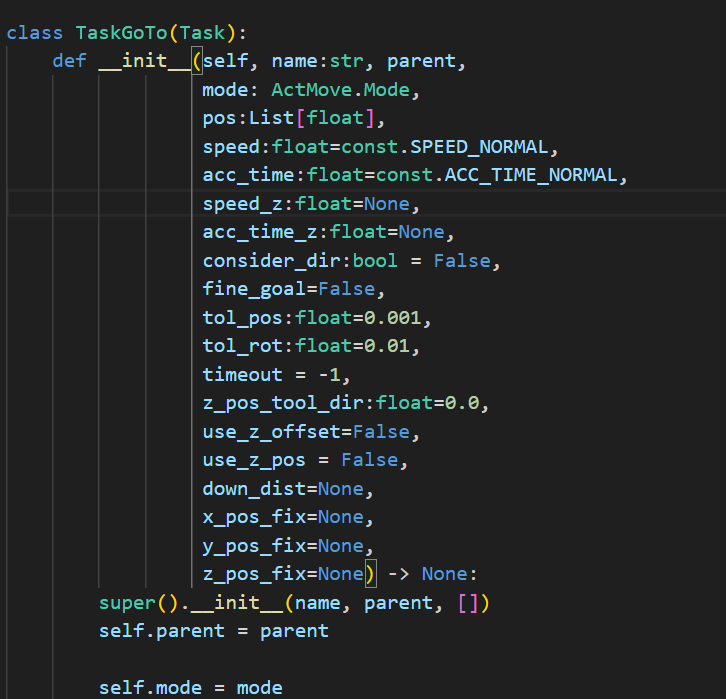 class TaskGoTo(Task):
def __init__(self, name:str, parent,
mode: ActMove.Mode,
pos:List[float],
speed:float=const.SPEED_NORMAL,
acc_time:float=const.ACC_TIME_NORMAL,
speed_z:float=None,
acc_time_z:float=None,
consider_dir:bool = False,
fine_goal=False,
tol_pos:float=0.001,
tol_rot:float=0.01,
timeout = -1,
z_pos_tool_dir:float=0.0,
use_z_offset=False,
use_z_pos = False,
down_dist=None,
x_pos_fix=None,
y_pos_fix=None,
z_pos_fix=None) -> None:
super().__init__(name, parent, [])
self.parent = parent
self.mode = mode